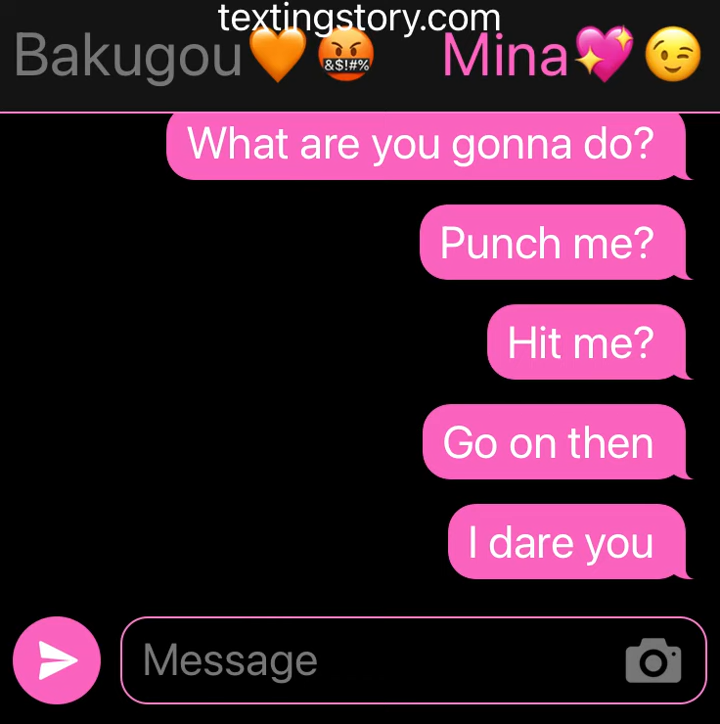 textingstory.com
Bakugou🧡🤬 Mina💖😉
What are you gonna do?
Punch me?
Hit me?
Go on then
I dare you
Message